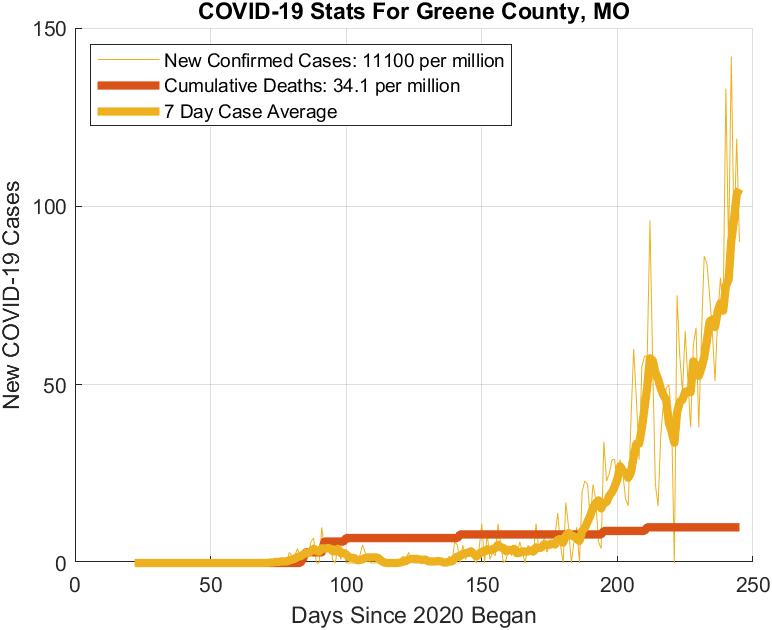 COVID-19 Stats For Greene County, MO
New Confirmed Cases: 11100 per million
Cumulative Deaths: 34.1 per million
7 Day Case Average
New COVID-19 Cases
150
100
50
0
0 50 100 150 200 250
Days Since 2020 Began